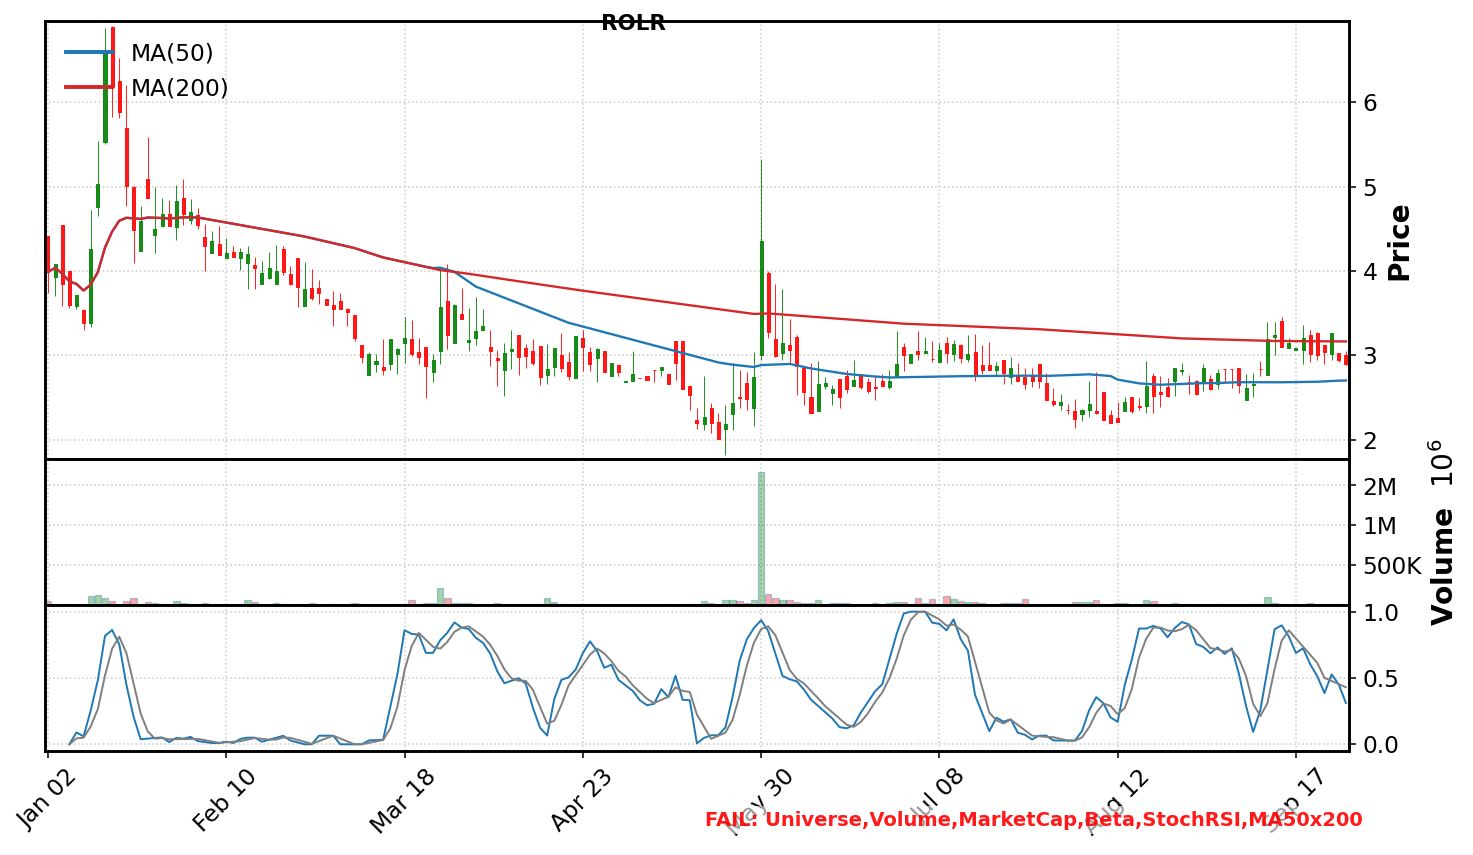 ROLR
MA(50)
MA(200)
6
5
4
3
2
Price
2M
1M
500K
Volume 10⁶
1.0
0.5
0.0
Jan 02
Feb 10
Mar 18
Apr 23
May 30
Jul 08
Aug 12
Sep 17
FAIL: Universe,Volume,MarketCap,Beta,StochRSI,MA50x200